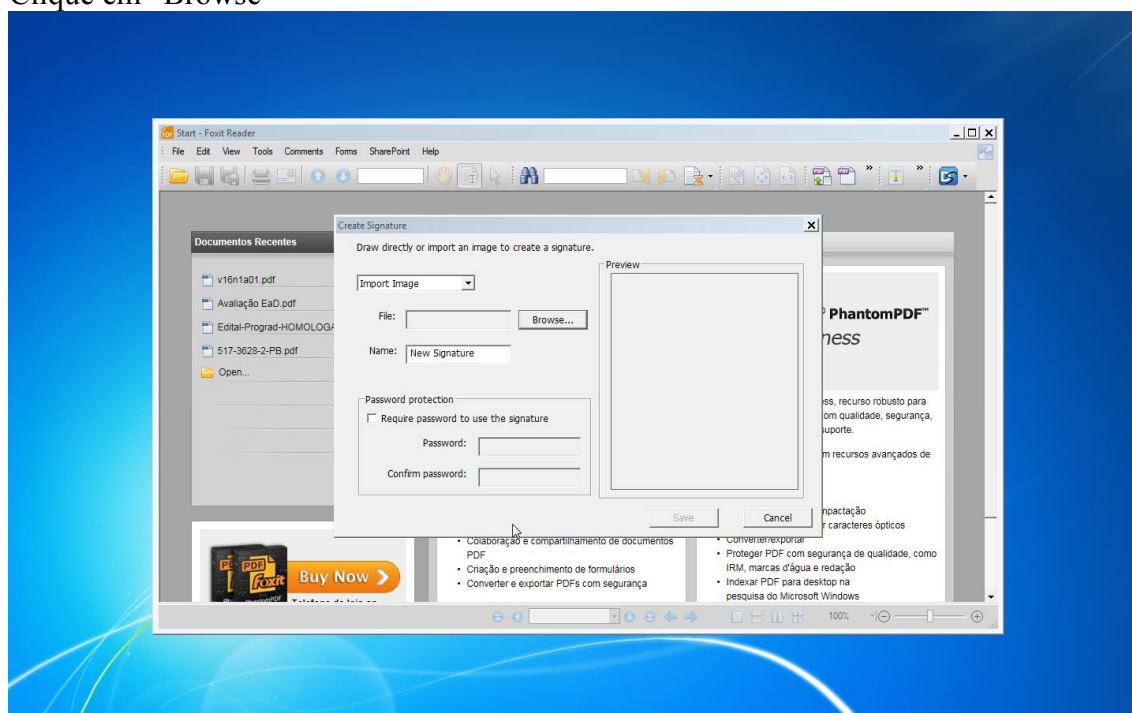 Clique em "Browse"
Start - Foxit Reader
File Edit View Tools Comments Forms SharePoint Help
Create Signature
Draw directly or import an image to create a signature.
Documentos Recentes
Preview
v16n1a01.pdf
Import Image
Avaliação EaD.pdf
PhantomPDF™
File:
Browse...
Edital-Prograd-HOMOLOGA
ness
Name: New Signature
517-3628-2-PB.pdf
Open...
Password protection
ss, recurso robusto para
Require password to use the signature
om qualidade, segurança,
suporte.
Password:
m recursos avançados de
Confirm password:
Save
Cancel
mpactação
r caracteres ópticos
• Colaboração e compartilhamento de documentos
PDF
• Converter/exportar
• Proteger PDF com segurança de qualidade, como
IRM, marcas d'água e redação
• Criação e preenchimento de formulários
• Converter e exportar PDFs com segurança
• Indexar PDF para desktop na
pesquisa do Microsoft Windows
PDF
Foxit
Buy Now
100%